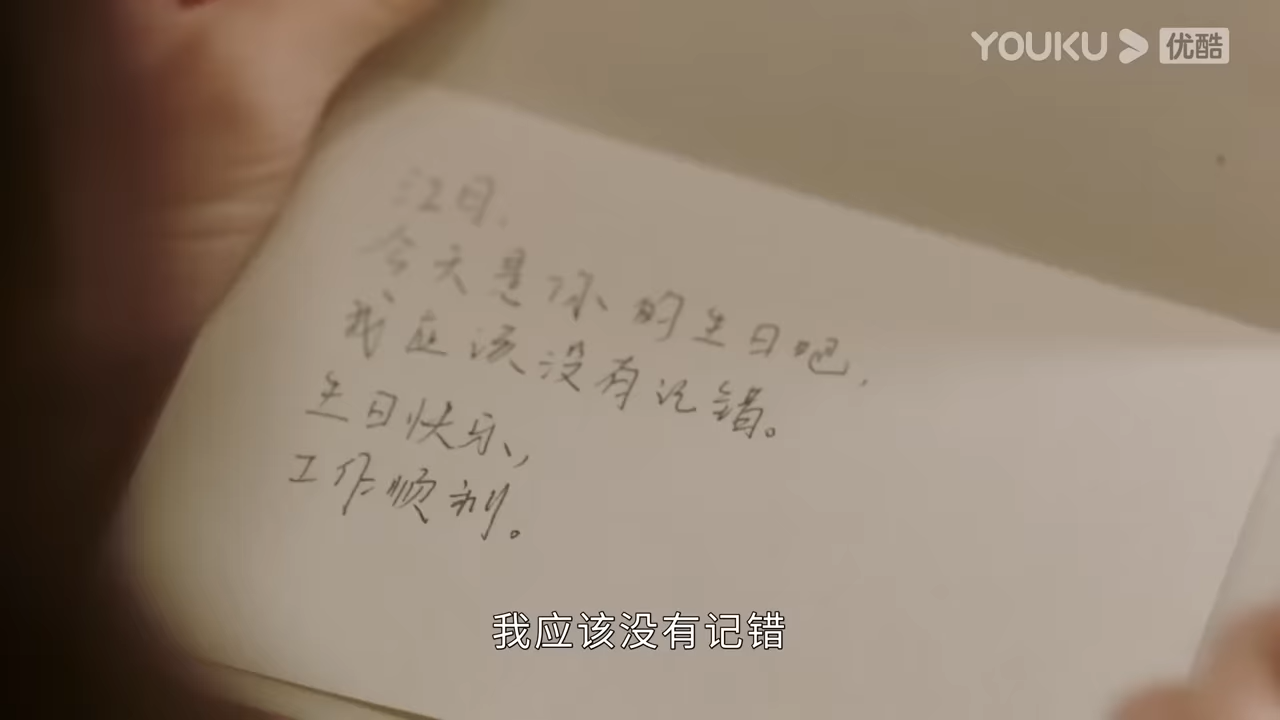 YOUKU 优酷
江月,
今天是你的生日吧,
我应该没有记错。
生日快乐,
工作顺利。
我应该没有记错